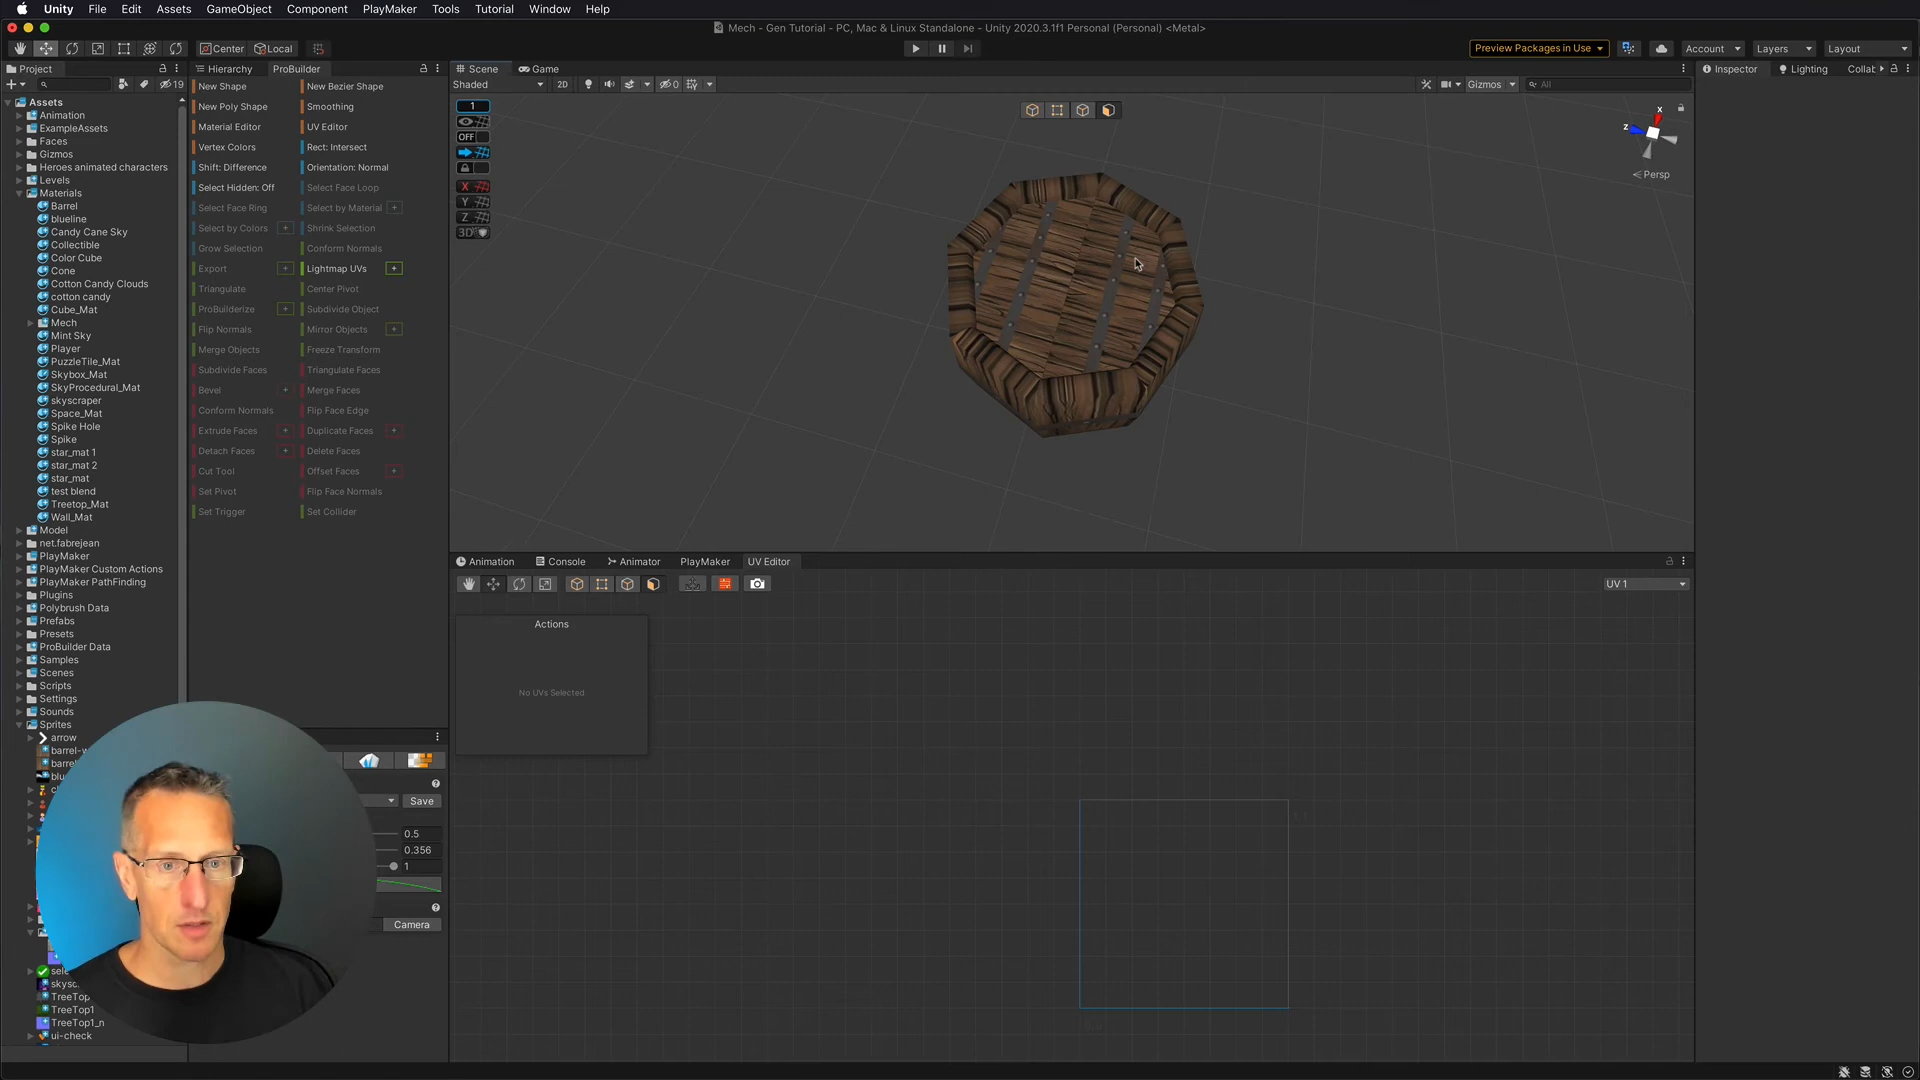 Unity File Edit Assets GameObject Component PlayMaker Tools Tutorial Window Help
Mech - Gen Tutorial - PC, Mac & Linux Standalone - Unity 2020.3.1f1 Personal (Personal) <Metal>
Center Local Preview Packages in Use Account Layers Layout
Project Hierarchy ProBuilder Scene Game Inspector Lighting Collab
19 Shaded 2D 0 Gizmos All
Assets
Animation
ExampleAssets
Faces
Gizmos
Heroes animated characters
Levels
Materials
Barrel
blueline
Candy Cane Sky
Collectible
Color Cube
Cone
Cotton Candy Clouds
cotton candy
Cube_Mat
Mech
Mint Sky
Player
PuzzleTile_Mat
Skybox_Mat
SkyProcedural_Mat
skyscraper
Space_Mat
Spike Hole
Spike
star_mat 1
star_mat 2
star_mat
test blend
Treetop_Mat
Wall_Mat
Model
net.fabrejean
PlayMaker
PlayMaker Custom Actions
PlayMaker PathFinding
Plugins
Polybrush Data
Prefabs
Presets
ProBuilder Data
Samples
Scenes
Scripts
Settings
Sounds
Sprites
arrow
barrel-w
barrel
blu
skysc
TreeTop
TreeTop1
TreeTop1_n
ui-check
New Shape New Bezier Shape
New Poly Shape Smoothing
Material Editor UV Editor
Vertex Colors Rect: Intersect
Shift: Difference Orientation: Normal
Select Hidden: Off Select Face Loop
Select Face Ring Select by Material +
Select by Colors + Shrink Selection
Grow Selection Conform Normals
Export + Lightmap UVs +
Triangulate Center Pivot
ProBuilderize + Subdivide Object
Flip Normals Mirror Objects +
Merge Objects Freeze Transform
Subdivide Faces Triangulate Faces
Bevel + Merge Faces
Conform Normals Flip Face Edge
Extrude Faces + Duplicate Faces +
Detach Faces + Delete Faces
Cut Tool Offset Faces +
Set Pivot Flip Face Normals
Set Trigger Set Collider
Save
0.5
0.356
1
Camera
1
OFF
X
Y
Z
3D
x
z
Persp
Animation Console Animator PlayMaker UV Editor
UV 1
Actions
No UVs Selected